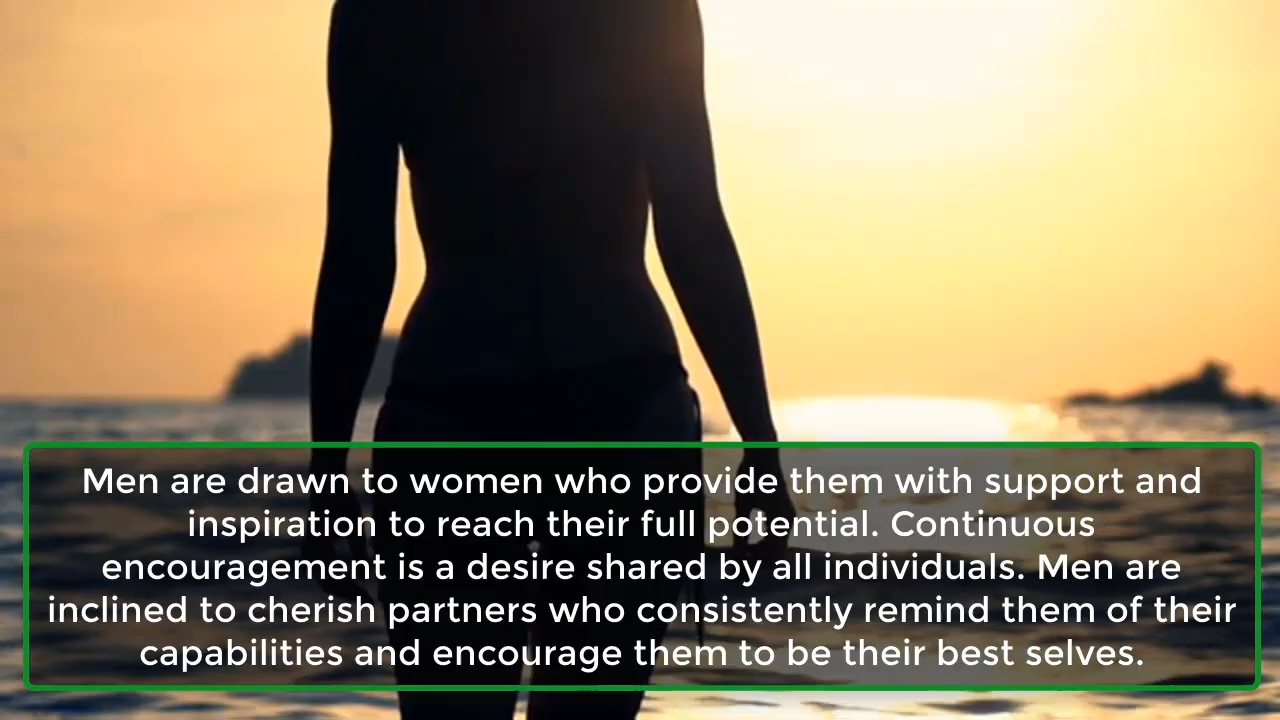 Men are drawn to women who provide them with support and
inspiration to reach their full potential. Continuous
encouragement is a desire shared by all individuals. Men are
inclined to cherish partners who consistently remind them of their
capabilities and encourage them to be their best selves.